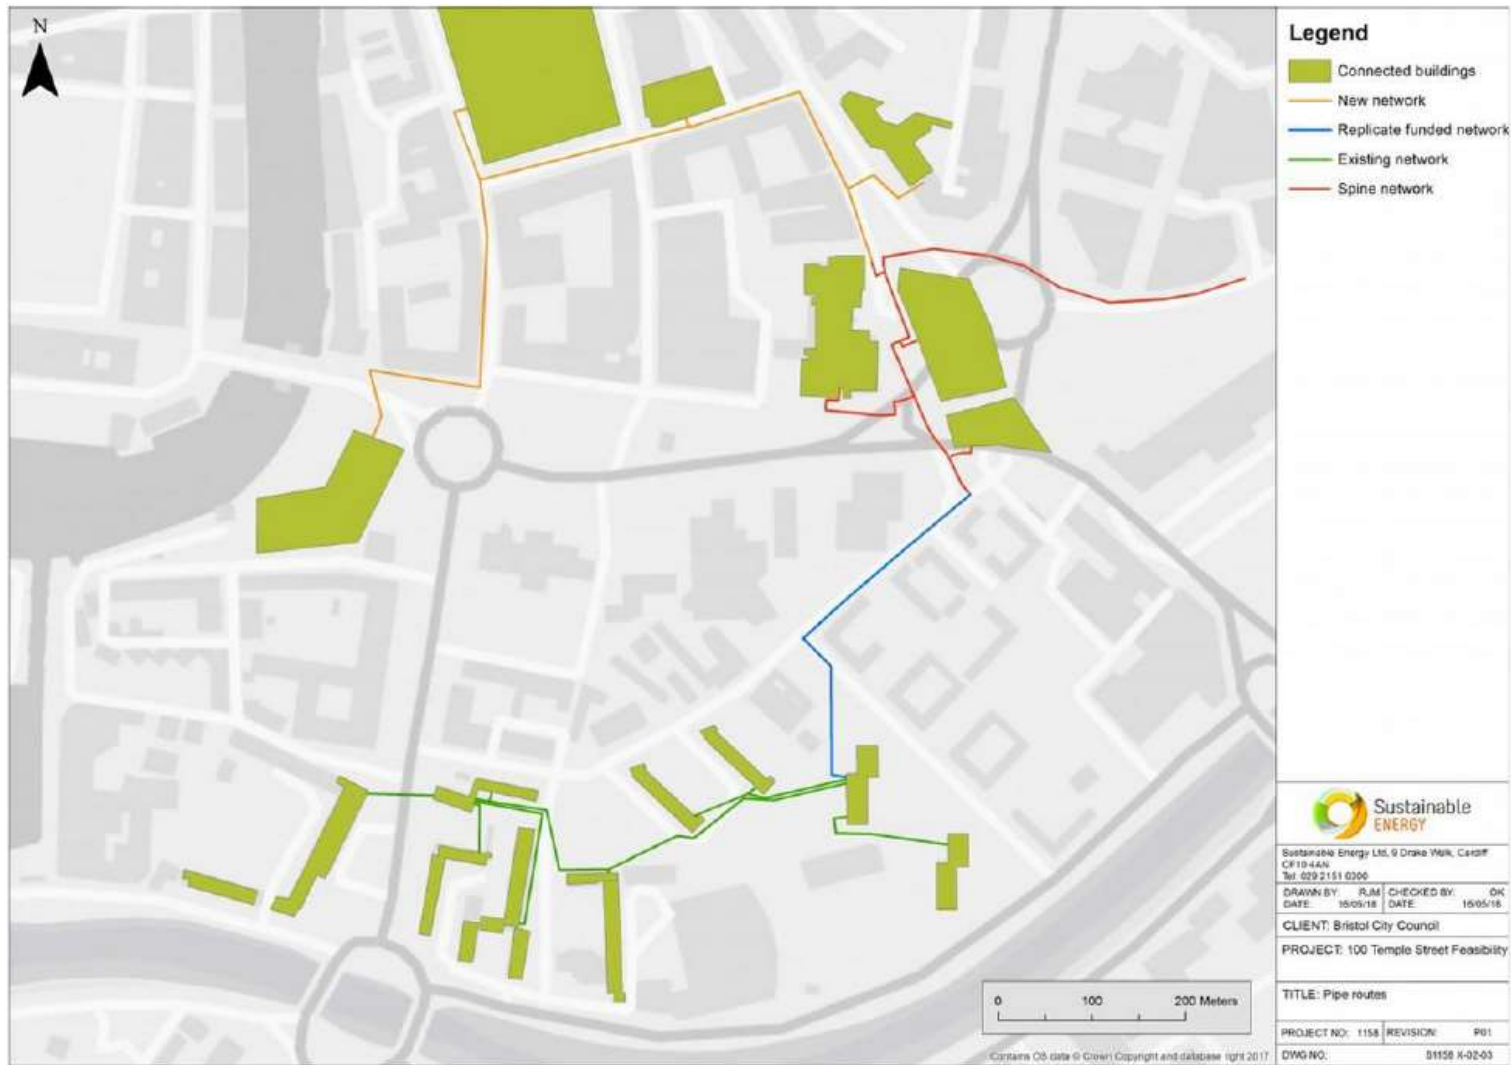 N
Legend
Connected buildings
New network
Replicate funded network
Existing network
Spine network
Sustainable
ENERGY
Sustainable Energy Ltd, 9 Drake Walk, Cardiff
CF10 4AN
Tel: 029 2151 0300
DRAWN BY: RJM CHECKED BY: OK
DATE: 16/05/18 DATE: 16/05/18
CLIENT: Bristol City Council
PROJECT: 100 Temple Street Feasibility
TITLE: Pipe routes
PROJECT NO: 1158 REVISION: P01
DWG NO: S1158 X-02-03
0 100 200 Meters
Contains OS data © Crown Copyright and database right 2017